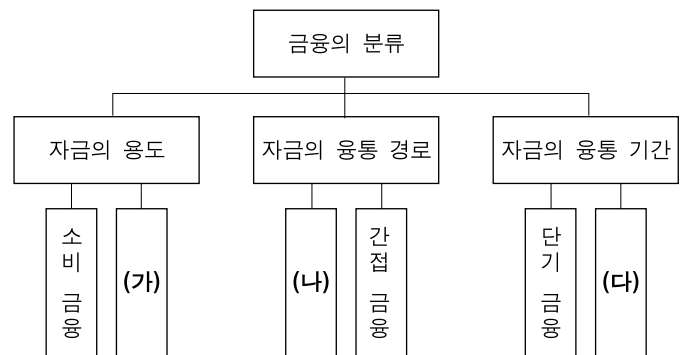 금융의 분류
자금의 용도
자금의 융통 경로
자금의 융통 기간
소비 금융
(가)
(나)
간접 금융
단기 금융
(다)